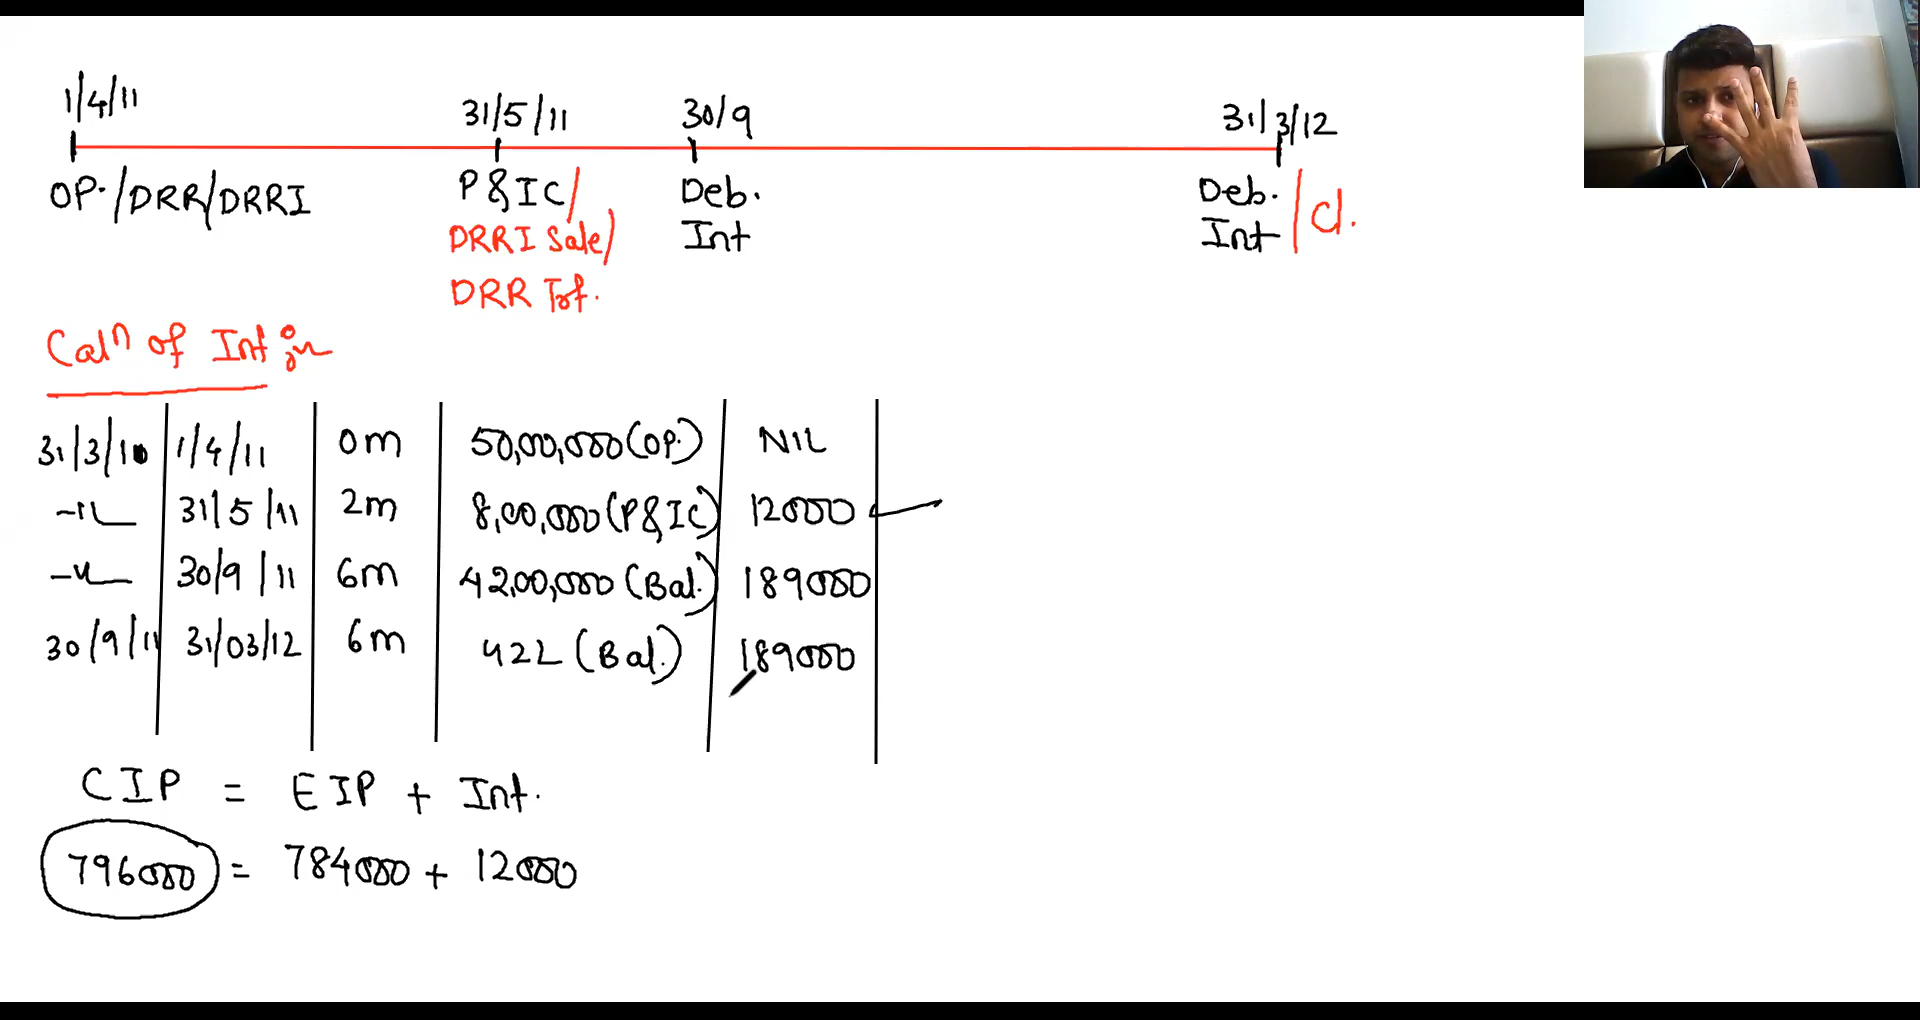 1/4/11 31/5/11 30/9 31/3/12
OP./DRR/DRRI P&IC/ Deb. Deb. /Cl.
DRRI Sale/ Int Int
DRR Trf.
Calⁿ of Int :-
31/3/10 1/4/11 0m 50,00,000 (OP.) NIL
-11- 31/5/11 2m 8,00,000 (P&IC) 12000
-11- 30/9/11 6m 42,00,000 (Bal.) 189000
30/9/11 31/03/12 6m 42L (Bal.) 189000
CIP = EIP + Int.
796000 = 784000 + 12000